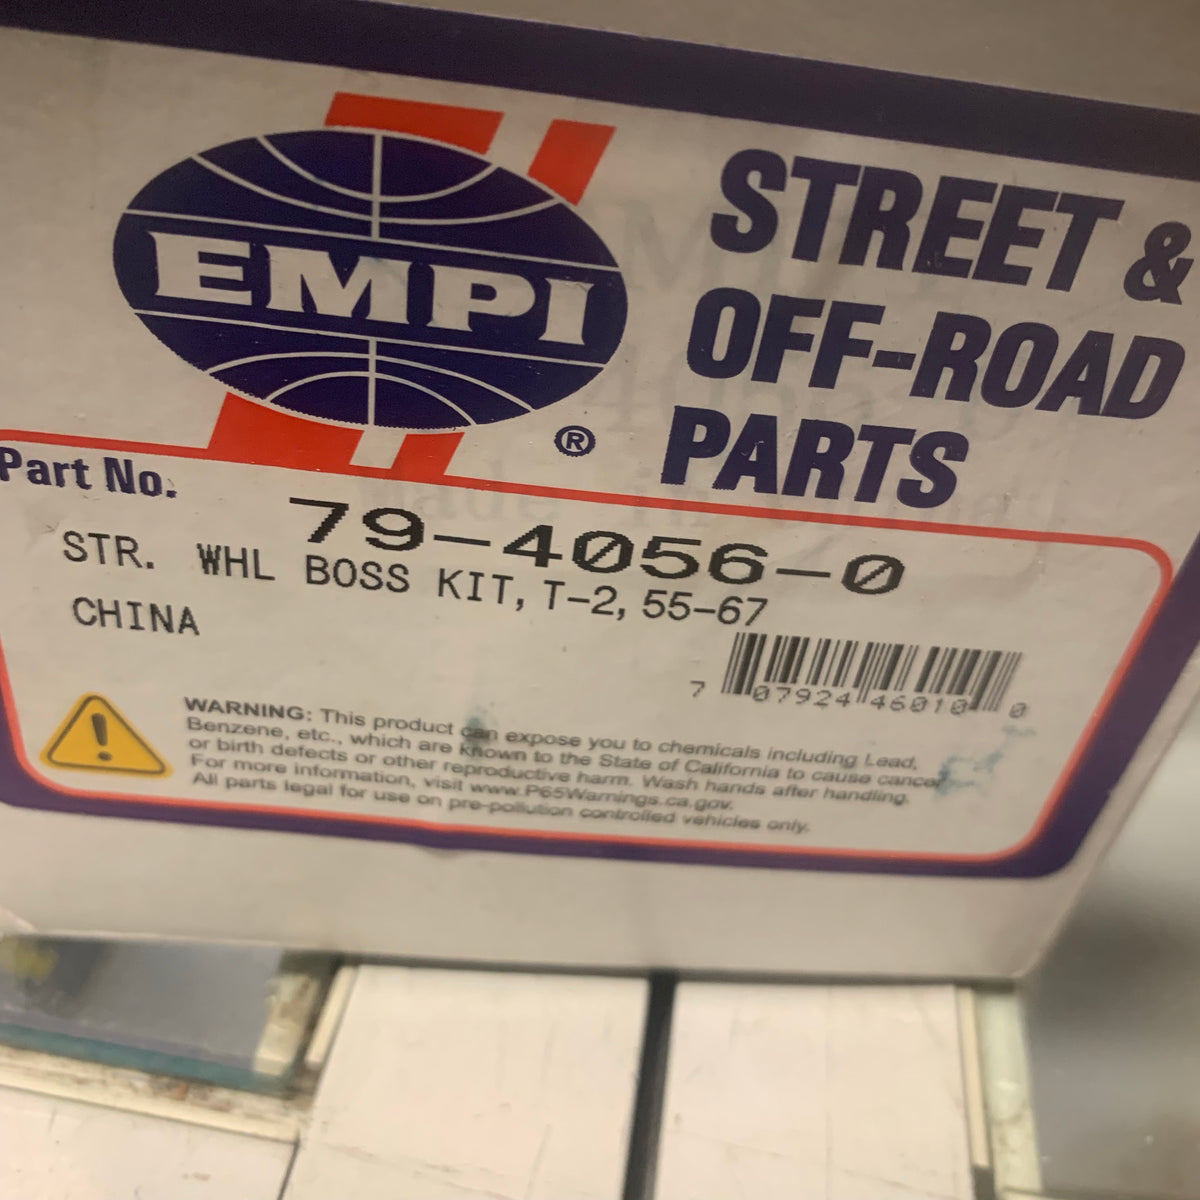 EMPI
®
STREET &
OFF-ROAD
PARTS
Part No.
79-4056-0
STR. WHL BOSS KIT, T-2, 55-67
CHINA
7 07924 46010 0
WARNING: This product can expose you to chemicals including Lead,
Benzene, etc., which are known to the State of California to cause cancer
or birth defects or other reproductive harm. Wash hands after handling.
For more information, visit www.P65Warnings.ca.gov.
All parts legal for use on pre-pollution controlled vehicles only.